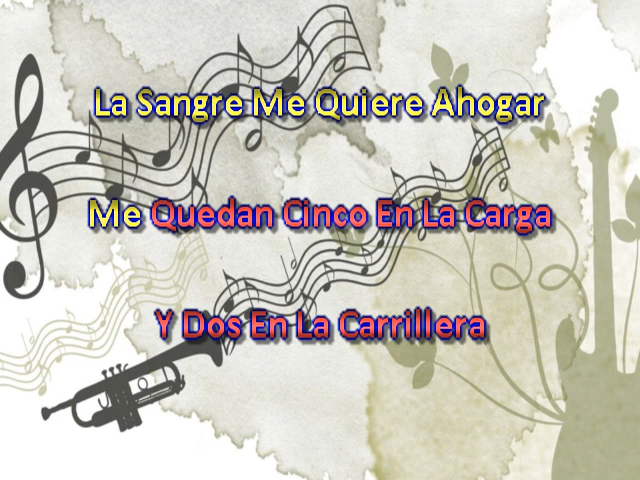 La Sangre Me Quiere Ahogar
Me Quedan Cinco En La Carga
Y Dos En La Carrillera